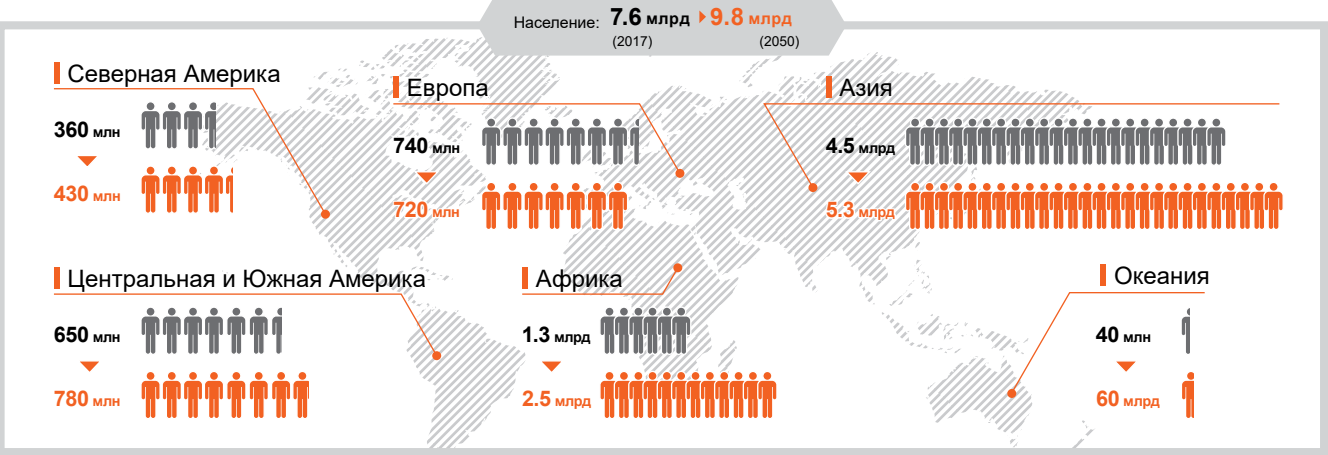 Население: 7.6 млрд 9.8 млрд
(2017) (2050)
Северная Америка
360 млн
430 млн
Европа
740 млн
720 млн
Азия
4.5 млрд
5.3 млрд
Центральная и Южная Америка
650 млн
780 млн
Африка
1.3 млрд
2.5 млрд
Океания
40 млн
60 млрд